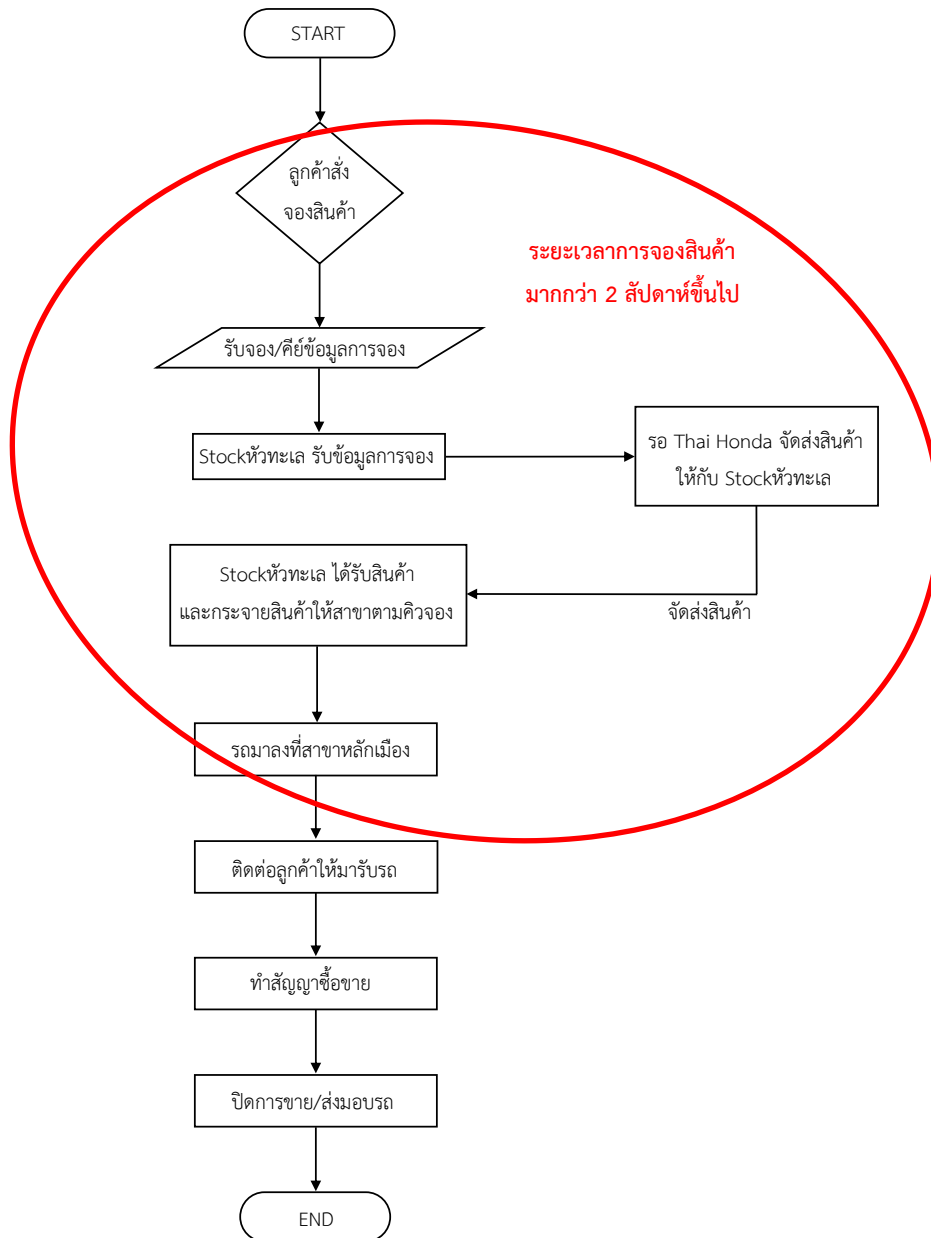 START
ลูกค้าสั่ง
จองสินค้า
ระยะเวลาการจองสินค้า
มากกว่า 2 สัปดาห์ขึ้นไป
รับจอง/คีย์ข้อมูลการจอง
Stockหัวทะเล รับข้อมูลการจอง
รอ Thai Honda จัดส่งสินค้า
ให้กับ Stockหัวทะเล
Stockหัวทะเล ได้รับสินค้า
และกระจายสินค้าให้สาขาตามคิวจอง
จัดส่งสินค้า
รถมาลงที่สาขาหลักเมือง
ติดต่อลูกค้าให้มารับรถ
ทำสัญญาซื้อขาย
ปิดการขาย/ส่งมอบรถ
END